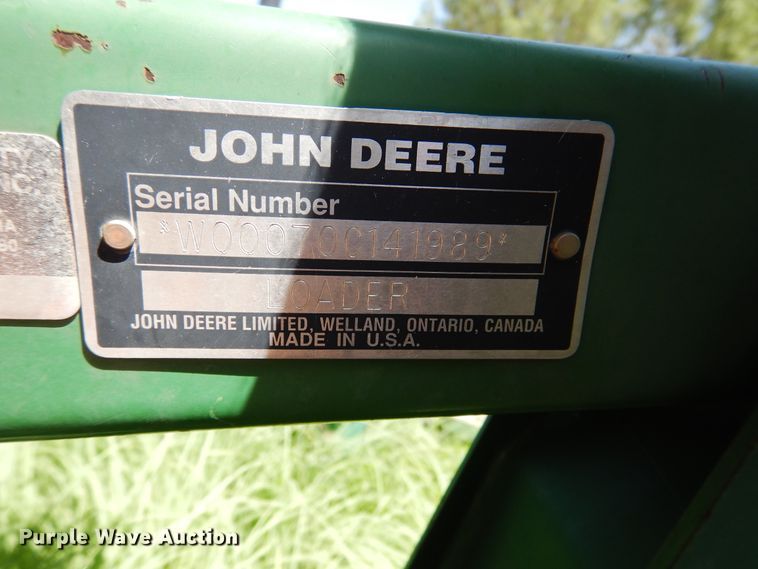 JOHN DEERE
Serial Number
*W00070C141989*
LOADER
JOHN DEERE LIMITED, WELLAND, ONTARIO, CANADA
MADE IN U.S.A.
Purple Wave Auction